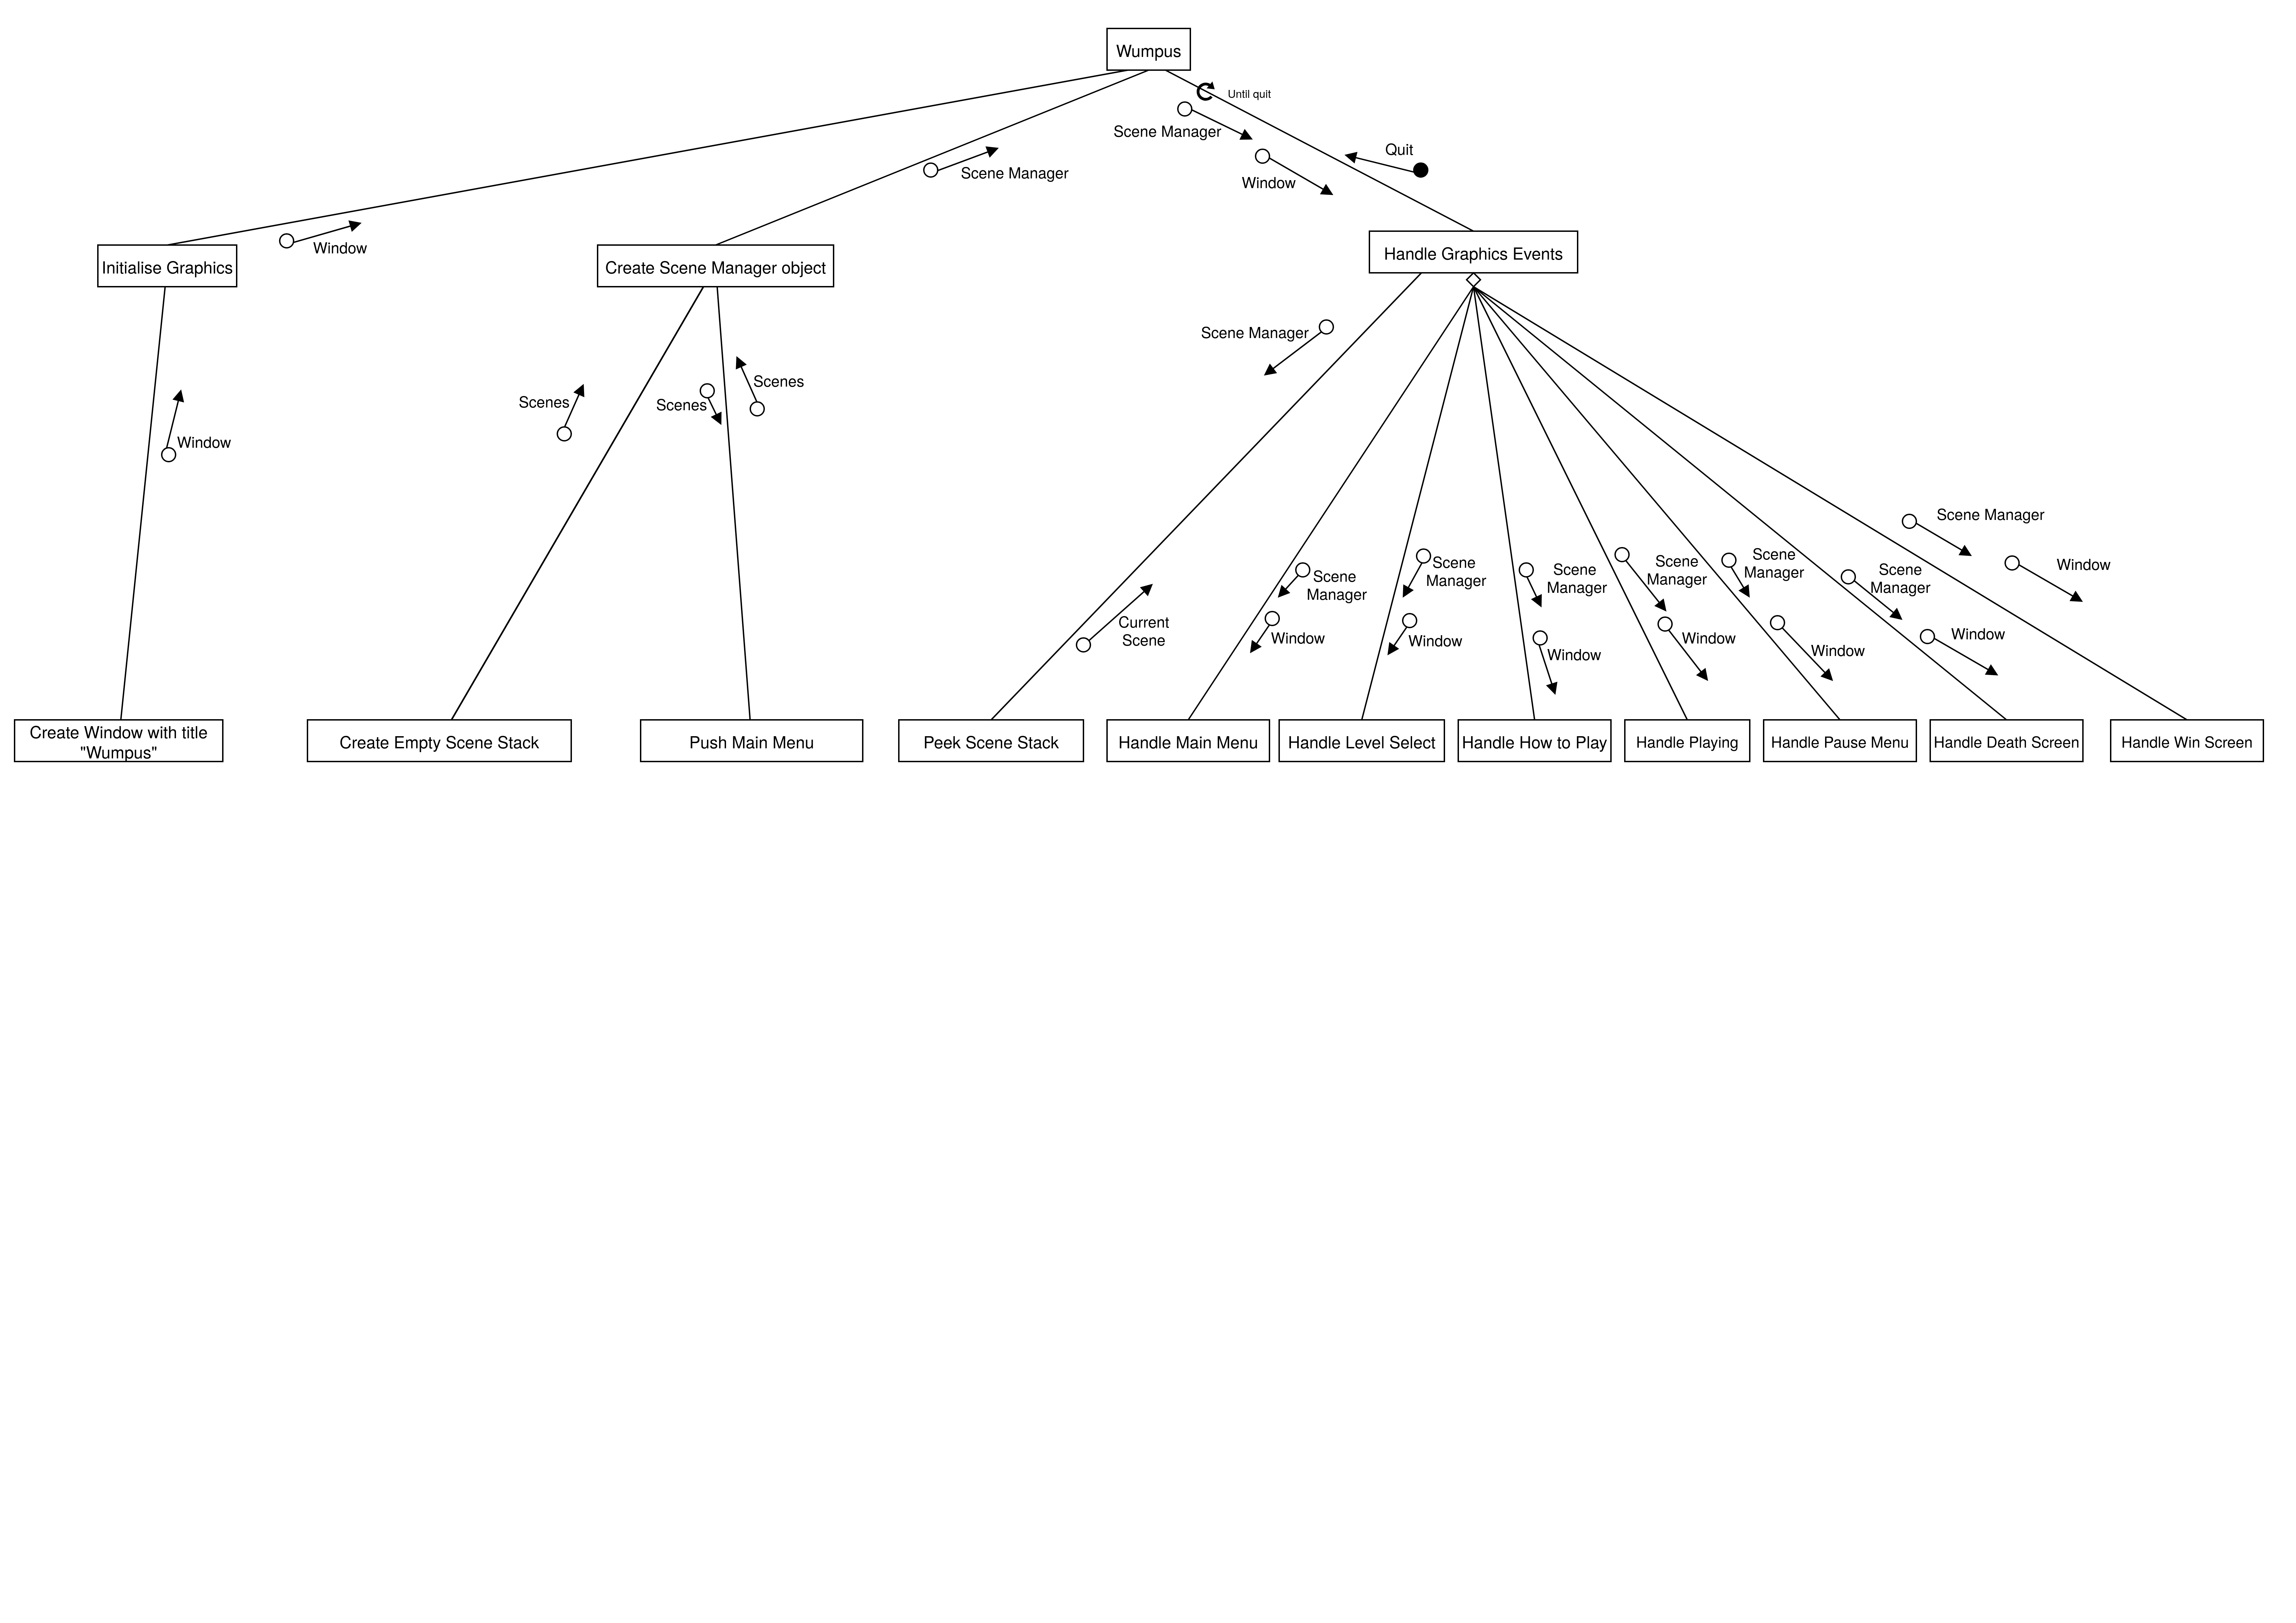 Wumpus
Until quit
Scene Manager
Quit
Scene Manager
Window
Window
Initialise Graphics
Create Scene Manager object
Handle Graphics Events
Scene Manager
Scenes
Scenes
Scenes
Window
Scene Manager
Window
Scene
Manager
Window
Scene
Manager
Window
Scene
Manager
Window
Scene
Manager
Window
Scene
Manager
Window
Scene
Manager
Window
Current
Scene
Create Window with title
"Wumpus"
Create Empty Scene Stack
Push Main Menu
Peek Scene Stack
Handle Main Menu
Handle Level Select
Handle How to Play
Handle Playing
Handle Pause Menu
Handle Death Screen
Handle Win Screen